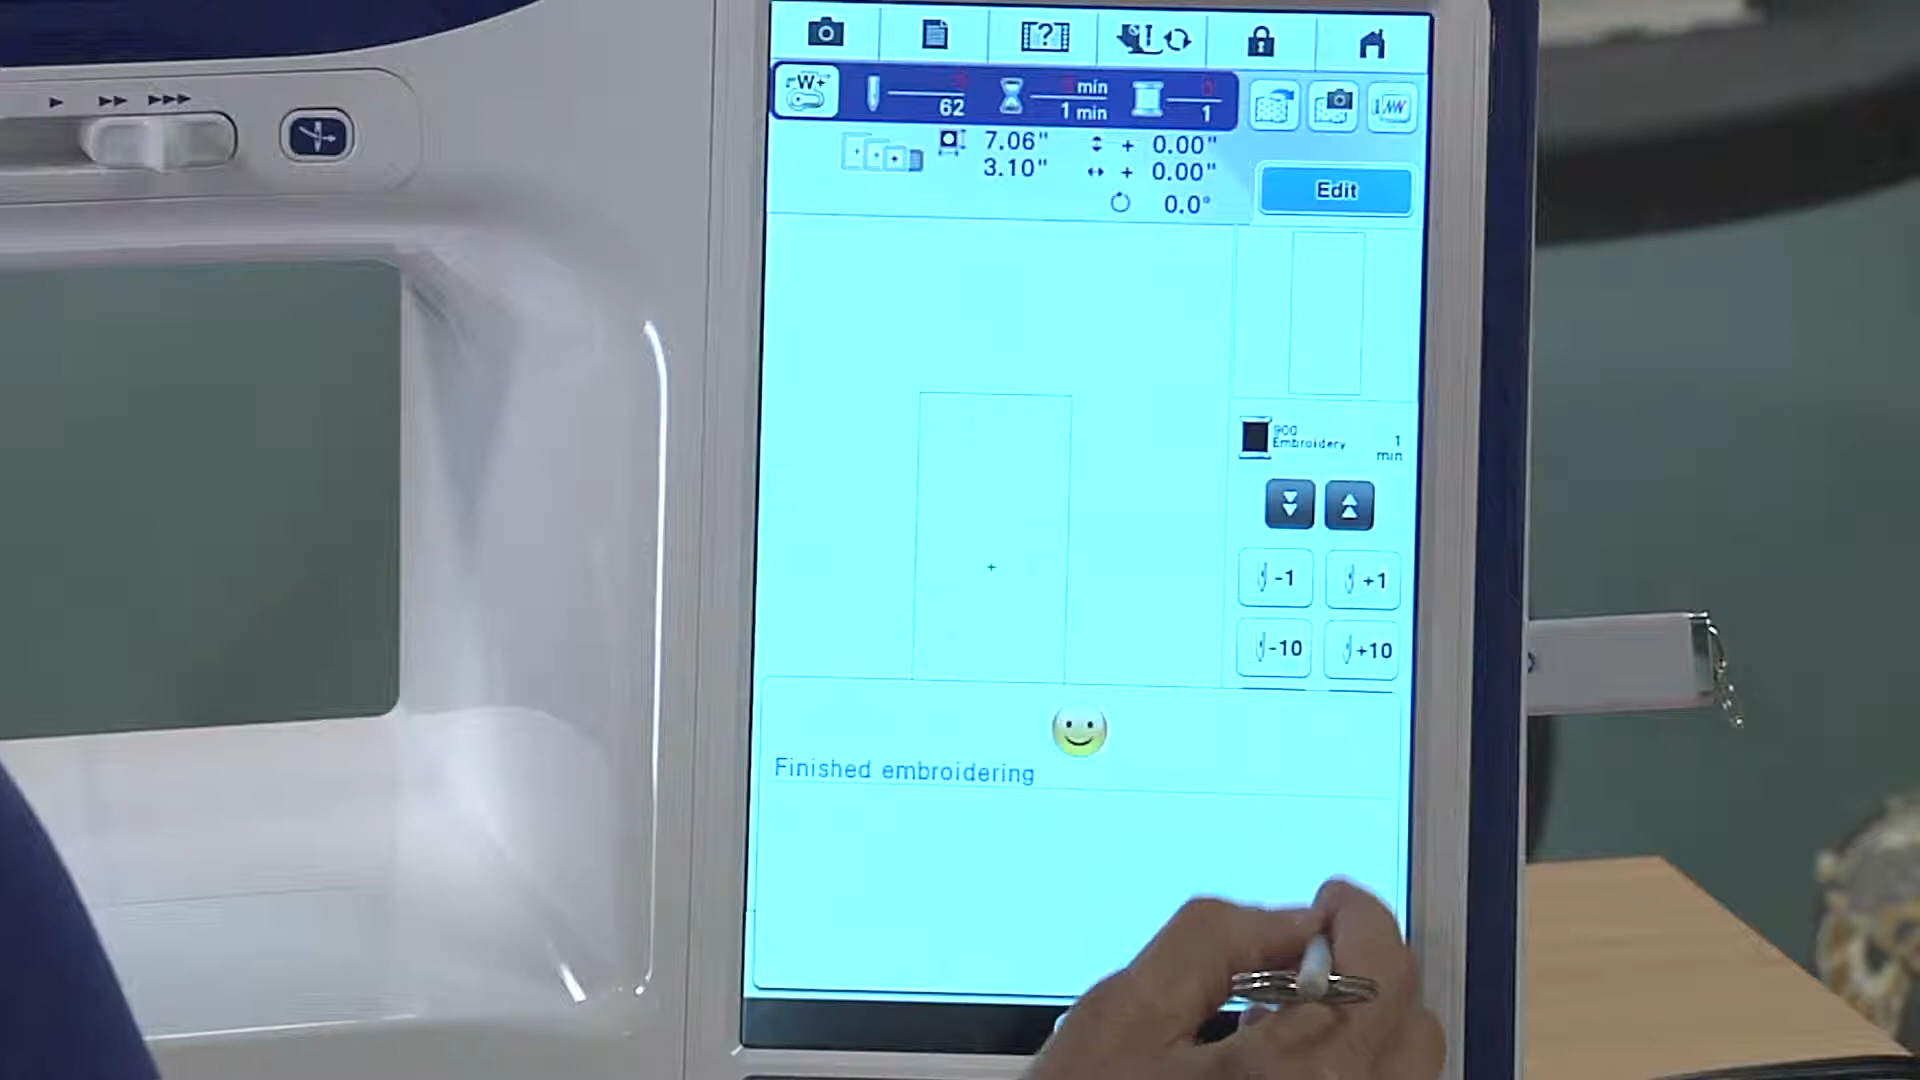 ?
W+
0 min
62
1 min
1
7.06"
+ 0.00"
3.10"
+ 0.00"
0.0°
Edit
900
Embroidery
1
min
-1
+1
-10
+10
Finished embroidering